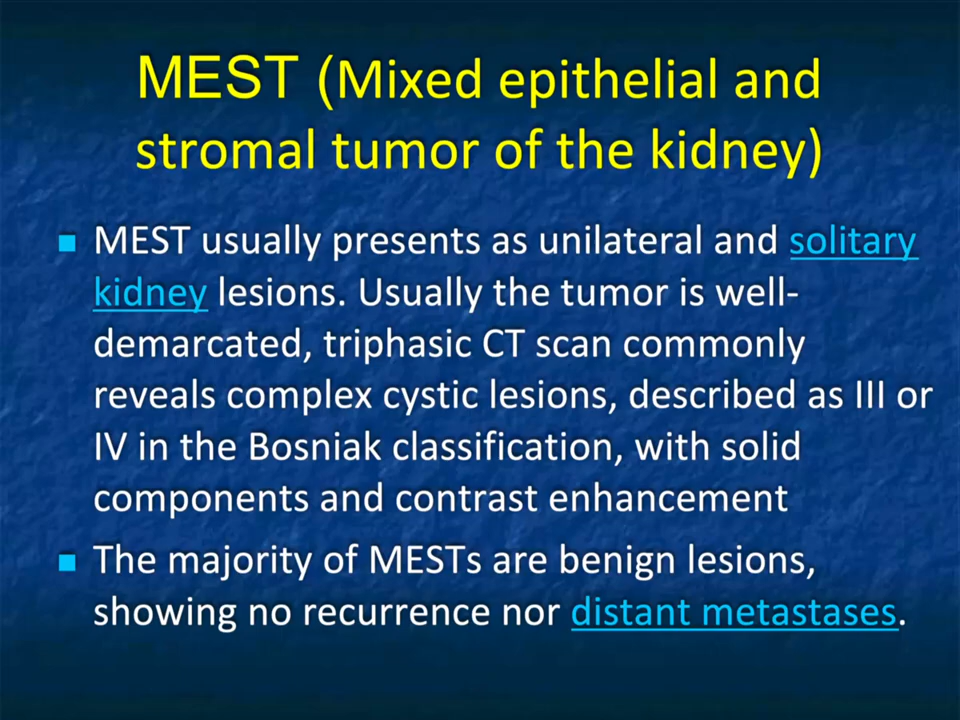 MEST (Mixed epithelial and
stromal tumor of the kidney)
MEST usually presents as unilateral and solitary
kidney lesions. Usually the tumor is well-
demarcated, triphasic CT scan commonly
reveals complex cystic lesions, described as III or
IV in the Bosniak classification, with solid
components and contrast enhancement
The majority of MESTs are benign lesions,
showing no recurrence nor distant metastases.